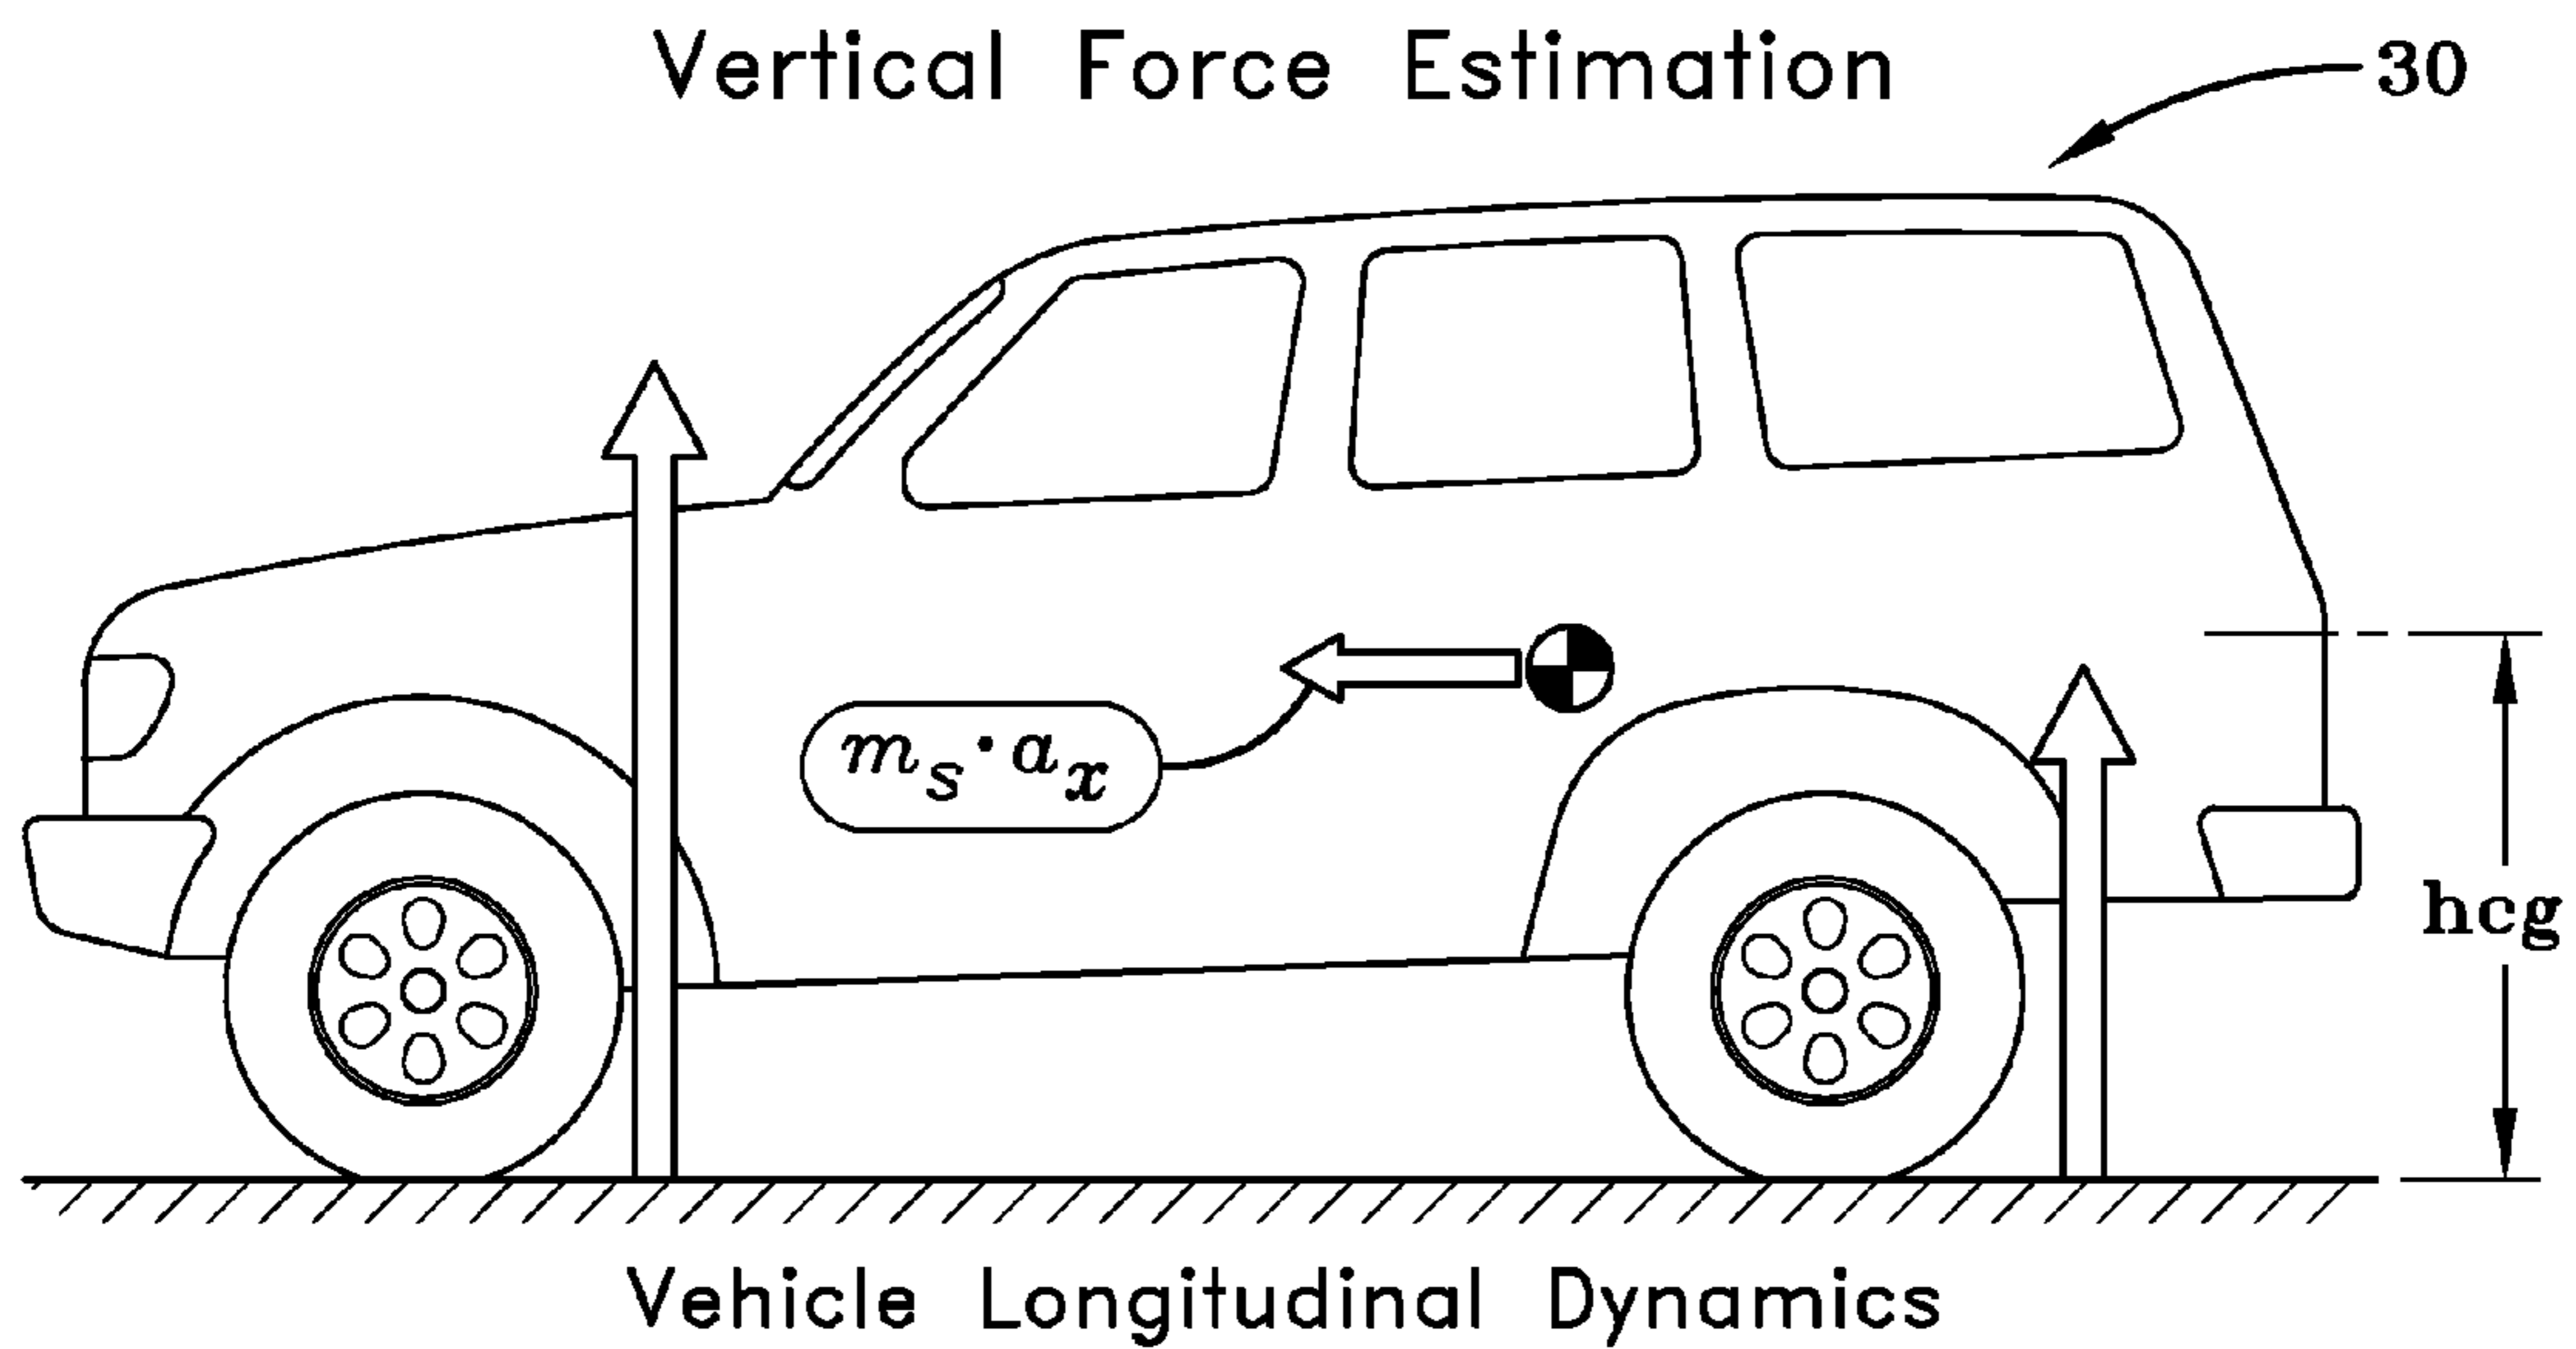 Vertical Force Estimation
30
m_s · a_x
hcg
Vehicle Longitudinal Dynamics